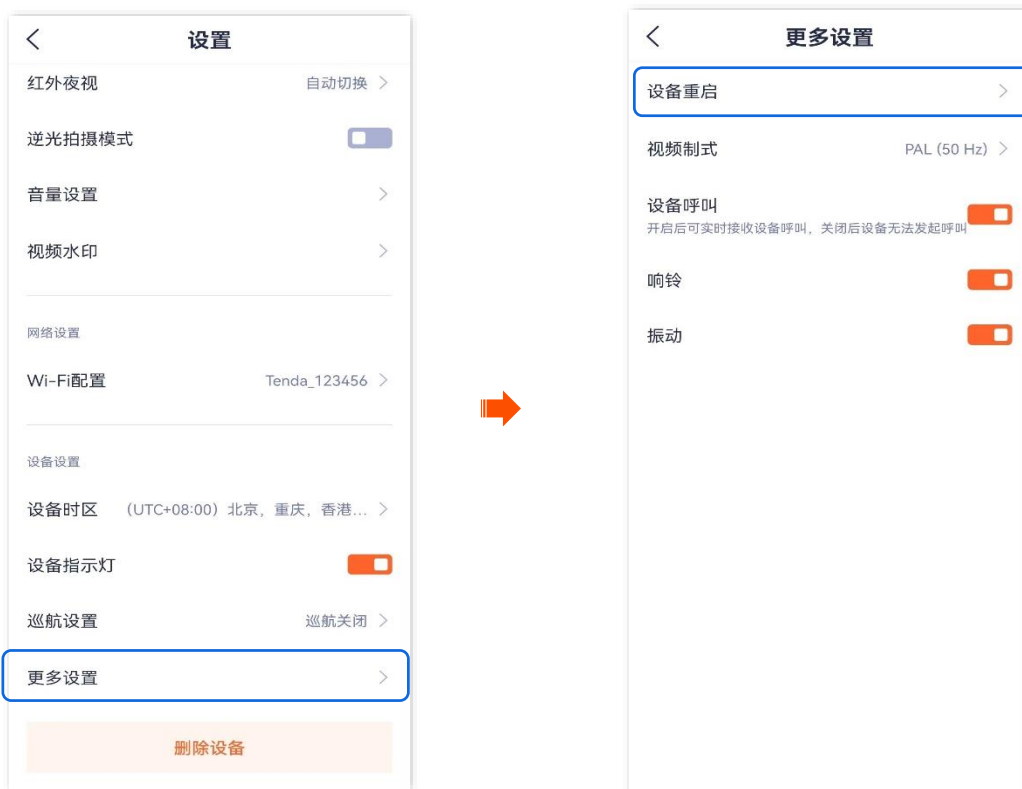 设置
红外夜视 自动切换
逆光拍摄模式
音量设置
视频水印
网络设置
Wi-Fi配置 Tenda_123456
设备设置
设备时区 (UTC+08:00) 北京，重庆，香港...
设备指示灯
巡航设置 巡航关闭
更多设置
删除设备
更多设置
设备重启
视频制式 PAL (50 Hz)
设备呼叫
开启后可实时接收设备呼叫，关闭后设备无法发起呼叫
响铃
振动